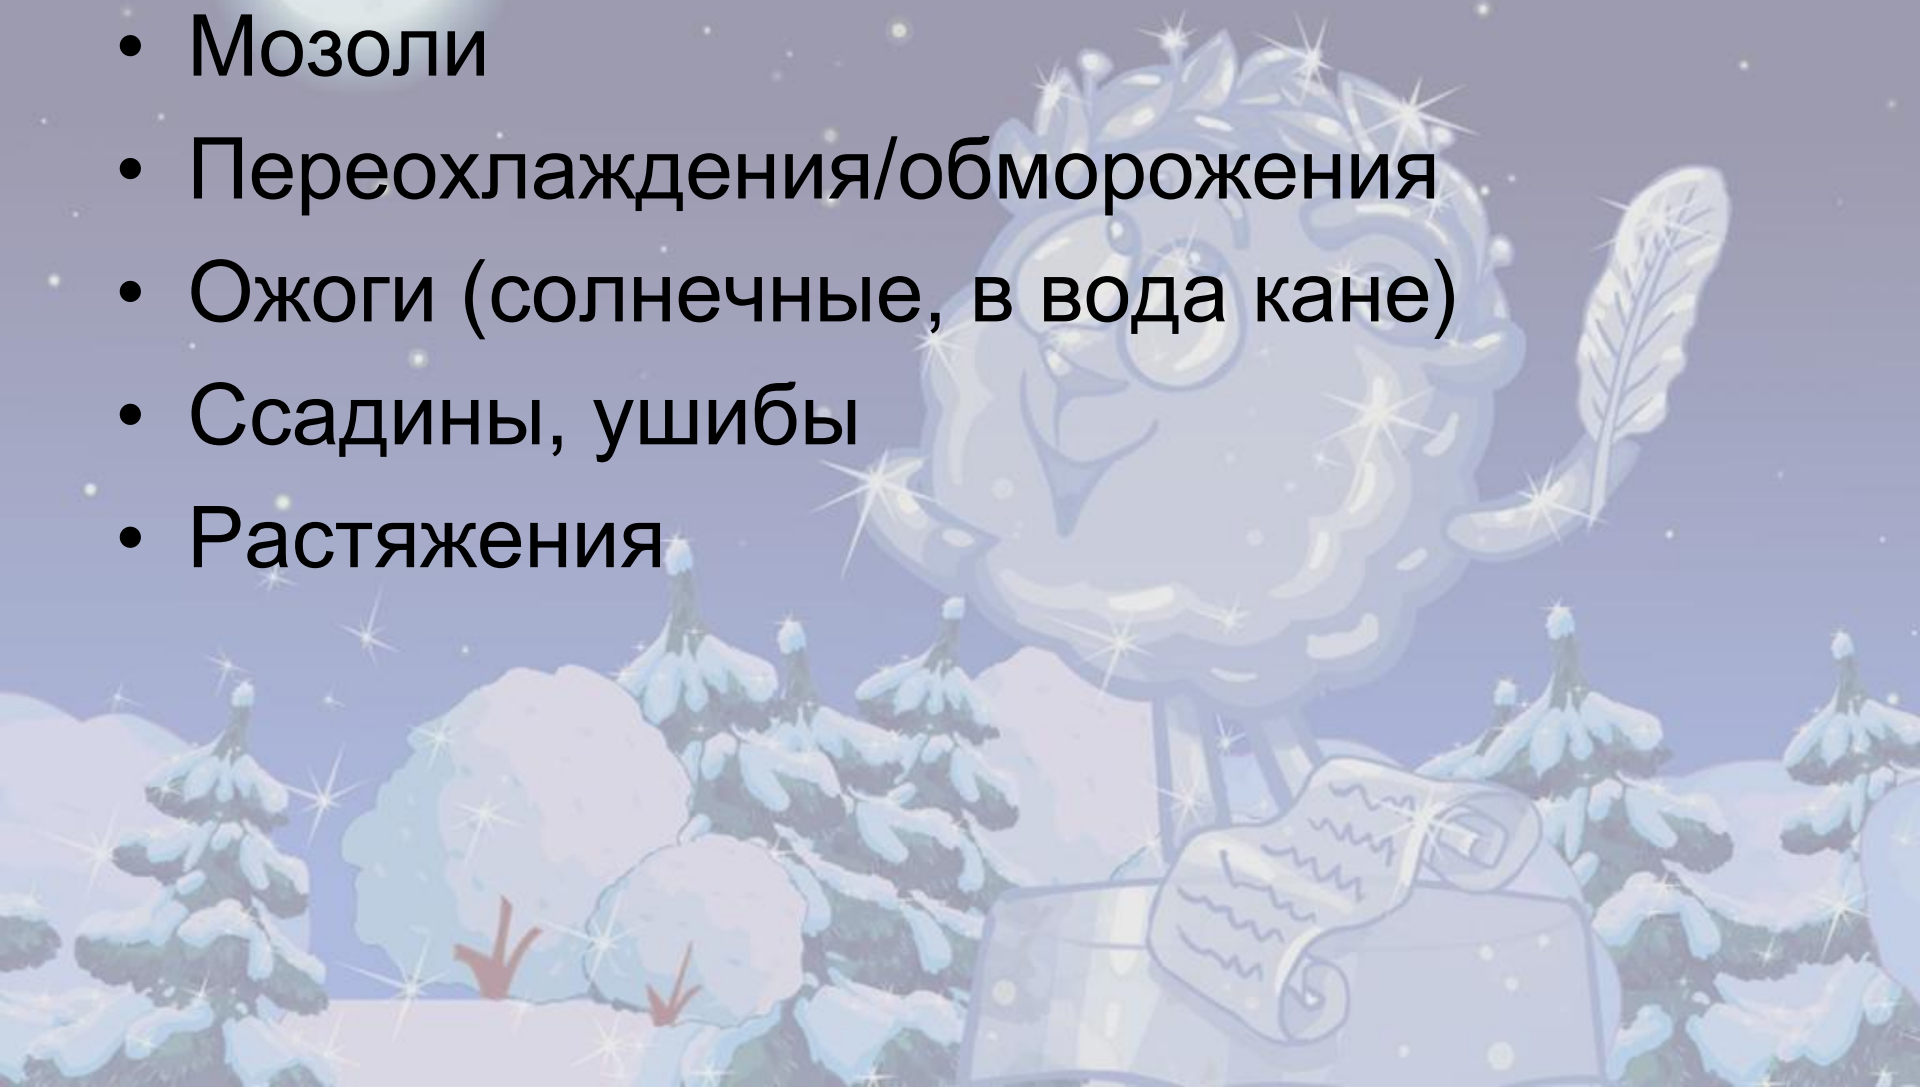 • Мозоли
• Переохлаждения/обморожения
• Ожоги (солнечные, в вода кане)
• Ссадины, ушибы
• Растяжения